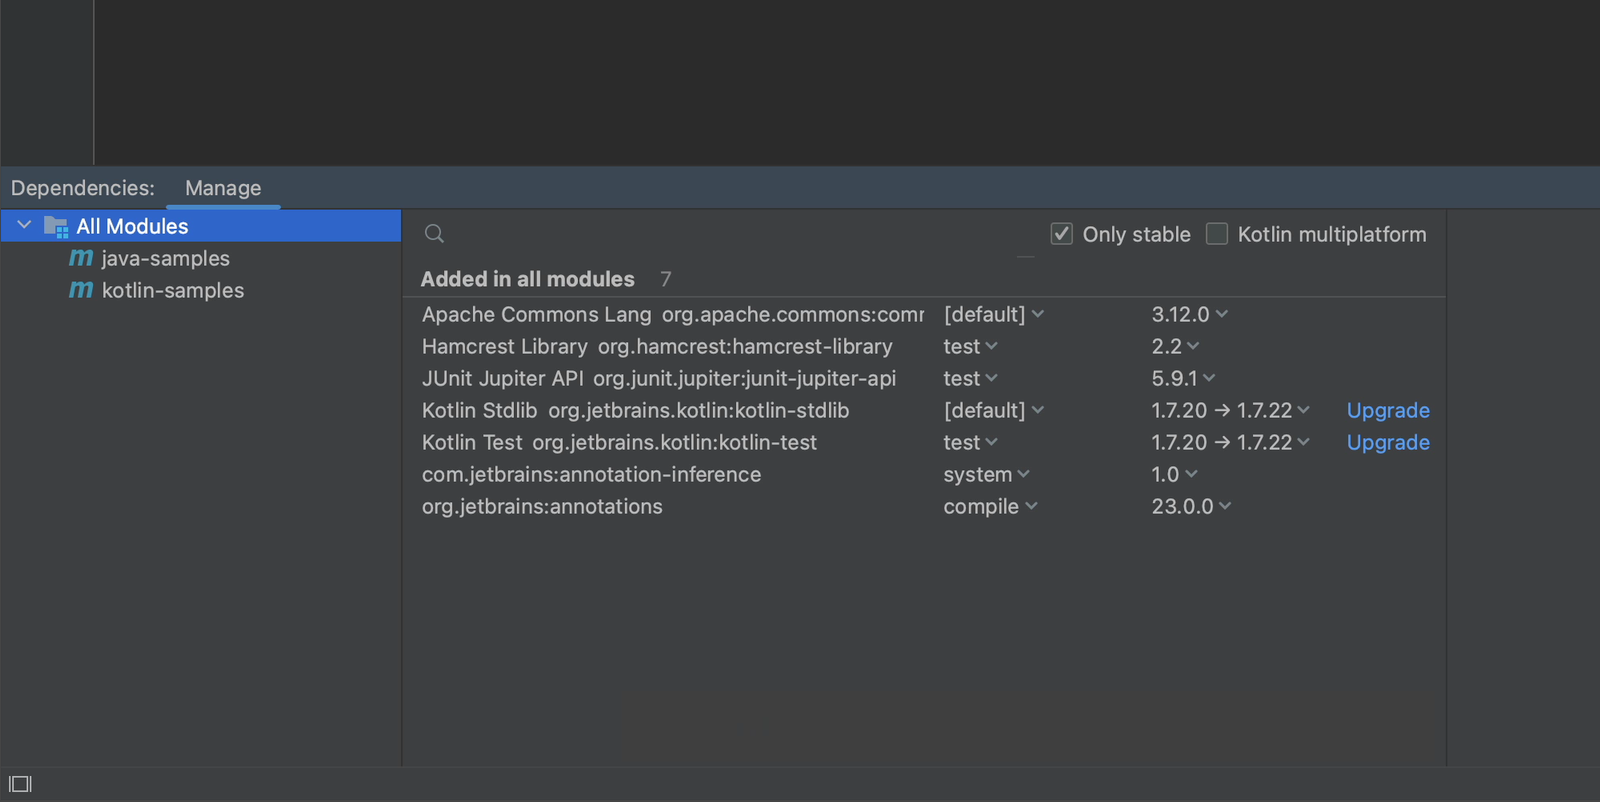 Dependencies: Manage
All Modules
java-samples
kotlin-samples
Only stable Kotlin multiplatform
Added in all modules 7
Apache Commons Lang org.apache.commons:comm [default] 3.12.0
Hamcrest Library org.hamcrest:hamcrest-library test 2.2
JUnit Jupiter API org.junit.jupiter:junit-jupiter-api test 5.9.1
Kotlin Stdlib org.jetbrains.kotlin:kotlin-stdlib [default] 1.7.20 → 1.7.22 Upgrade
Kotlin Test org.jetbrains.kotlin:kotlin-test test 1.7.20 → 1.7.22 Upgrade
com.jetbrains:annotation-inference system 1.0
org.jetbrains:annotations compile 23.0.0